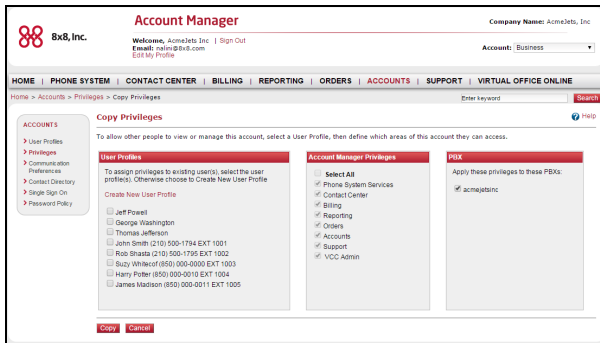 8x8, Inc.
Account Manager
Company Name: AcmeJets, Inc
Welcome, AcmeJets Inc | Sign Out
Email: nalini@8x8.com
Edit My Profile
Account: Business
HOME | PHONE SYSTEM | CONTACT CENTER | BILLING | REPORTING | ORDERS | ACCOUNTS | SUPPORT | VIRTUAL OFFICE ONLINE
Home > Accounts > Privileges > Copy Privileges
Enter keyword
Search
ACCOUNTS
User Profiles
Privileges
Communication
Preferences
Contact Directory
Single Sign On
Password Policy
Copy Privileges
Help
To allow other people to view or manage this account, select a User Profile, then define which areas of this account they can access.
User Profiles
To assign privileges to existing user(s), select the user
profile(s). Otherwise choose to Create New User Profile
Create New User Profile
Jeff Powell
George Washington
Thomas Jefferson
John Smith (210) 500-1794 EXT 1001
Rob Shasta (210) 500-1795 EXT 1002
Suzy Whitecof (850) 000-0000 EXT 1003
Harry Potter (850) 000-0010 EXT 1004
James Madison (850) 000-0011 EXT 1005
Account Manager Privileges
Select All
Phone System Services
Contact Center
Billing
Reporting
Orders
Accounts
Support
VCC Admin
PBX
Apply these privileges to these PBXs:
acmejetsinc
Copy
Cancel